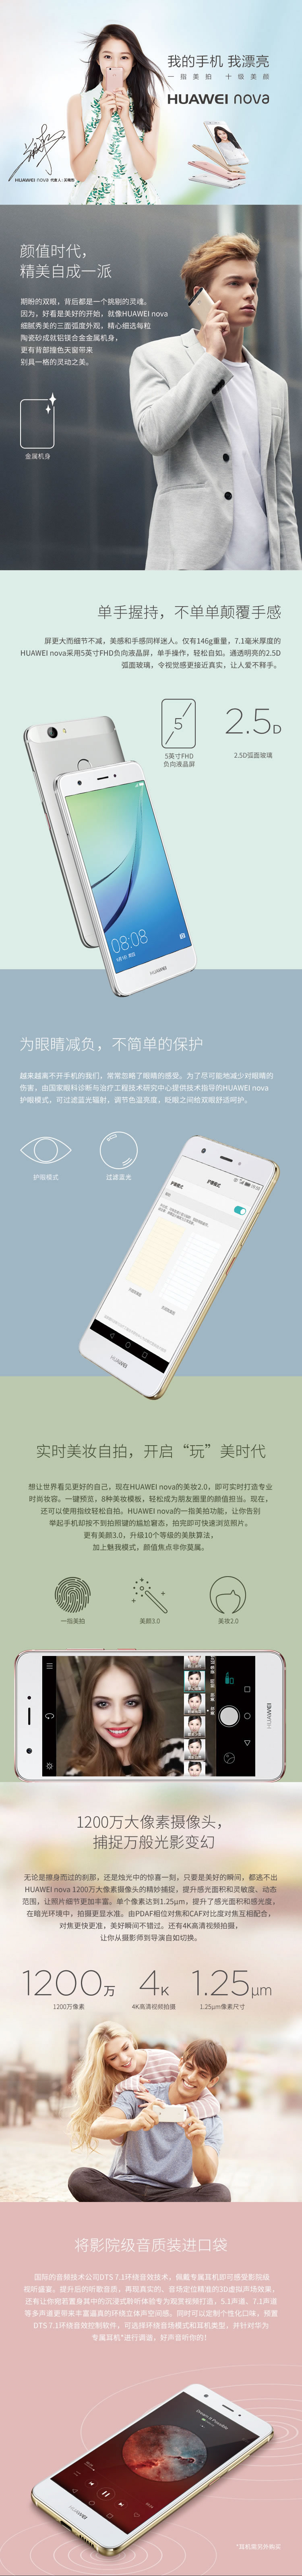 我的手机 我漂亮
一指美拍 十级美颜
HUAWEI nova
HUAWEI nova 代言人:关晓彤
颜值时代,
精美自成一派
期盼的双眼,背后都是一个挑剔的灵魂。
因为,好看是美好的开始,就像HUAWEI nova
细腻秀美的三面弧度外观,精心细选每粒
陶瓷砂成就铝镁合金金属机身,
更有背部撞色天窗带来
别具一格的灵动之美。
金属机身
单手握持,不单单颠覆手感
屏更大而细节不减,美感和手感同样迷人。仅有146g重量,7.1毫米厚度的
HUAWEI nova采用5英寸FHD负向液晶屏,单手操作,轻松自如。通透明亮的2.5D
弧面玻璃,令视觉感更接近真实,让人爱不释手。
5
2.5D
5英寸FHD
负向液晶屏
2.5D弧面玻璃
08:08
HUAWEI
为眼睛减负,不简单的保护
越来越离不开手机的我们,常常忽略了眼睛的感受。为了尽可能地减少对眼睛的
伤害,由国家眼科诊断与治疗工程技术研究中心提供技术指导的HUAWEI nova
护眼模式,可过滤蓝光辐射,调节色温亮度,眨眼之间给双眼舒适呵护。
护眼模式
过滤蓝光
护眼模式
HUAWEI
实时美妆自拍,开启“玩”美时代
想让世界看见更好的自己,现在HUAWEI nova的美妆2.0,即可实时打造专业
时尚妆容。一键预览,8种美妆模板,轻松成为朋友圈里的颜值担当。现在,
还可以使用指纹轻松自拍。HUAWEI nova的一指美拍功能,让你告别
举起手机却按不到拍照键的尴尬窘态,拍完即可快速浏览照片。
更有美颜3.0,升级10个等级的美肤算法,
加上魅我模式,颜值焦点非你莫属。
一指美拍
美颜3.0
美妆2.0
HUAWEI
1200万大像素摄像头,
捕捉万般光影变幻
无论是擦身而过的刹那,还是烛光中的惊喜一刻,只要是美好的瞬间,都逃不出
HUAWEI nova 1200万大像素摄像头的精妙捕捉,提升感光面积和灵敏度、动态
范围,让照片细节更加丰富。单个像素达到1.25μm,提升了感光面积和感光度,
在暗光环境中,拍摄更显水准。由PDAF相位对焦和CAF对比度对焦互相配合,
对焦更快更准,美好瞬间不错过。还有4K高清视频拍摄,
让你从摄影师到导演自如切换。
1200万
4K
1.25μm
1200万像素
4K高清视频拍摄
1.25μm像素尺寸
将影院级音质装进口袋
国际的音频技术公司DTS 7.1环绕音效技术,佩戴专属耳机即可感受影院级
视听盛宴。提升后的听歌音质,再现真实的、音场定位精准的3D虚拟声场效果,
还有让你宛若置身其中的沉浸式聆听体验专为观赏视频打造,5.1声道、7.1声道
等多声道更带来丰富逼真的环绕立体声空间感。同时可以定制个性化口味,预置
DTS 7.1环绕音效控制软件,可选择环绕音场模式和耳机类型,并针对华为
专属耳机*进行调谐,好声音听你的!
HUAWEI
*耳机需另外购买